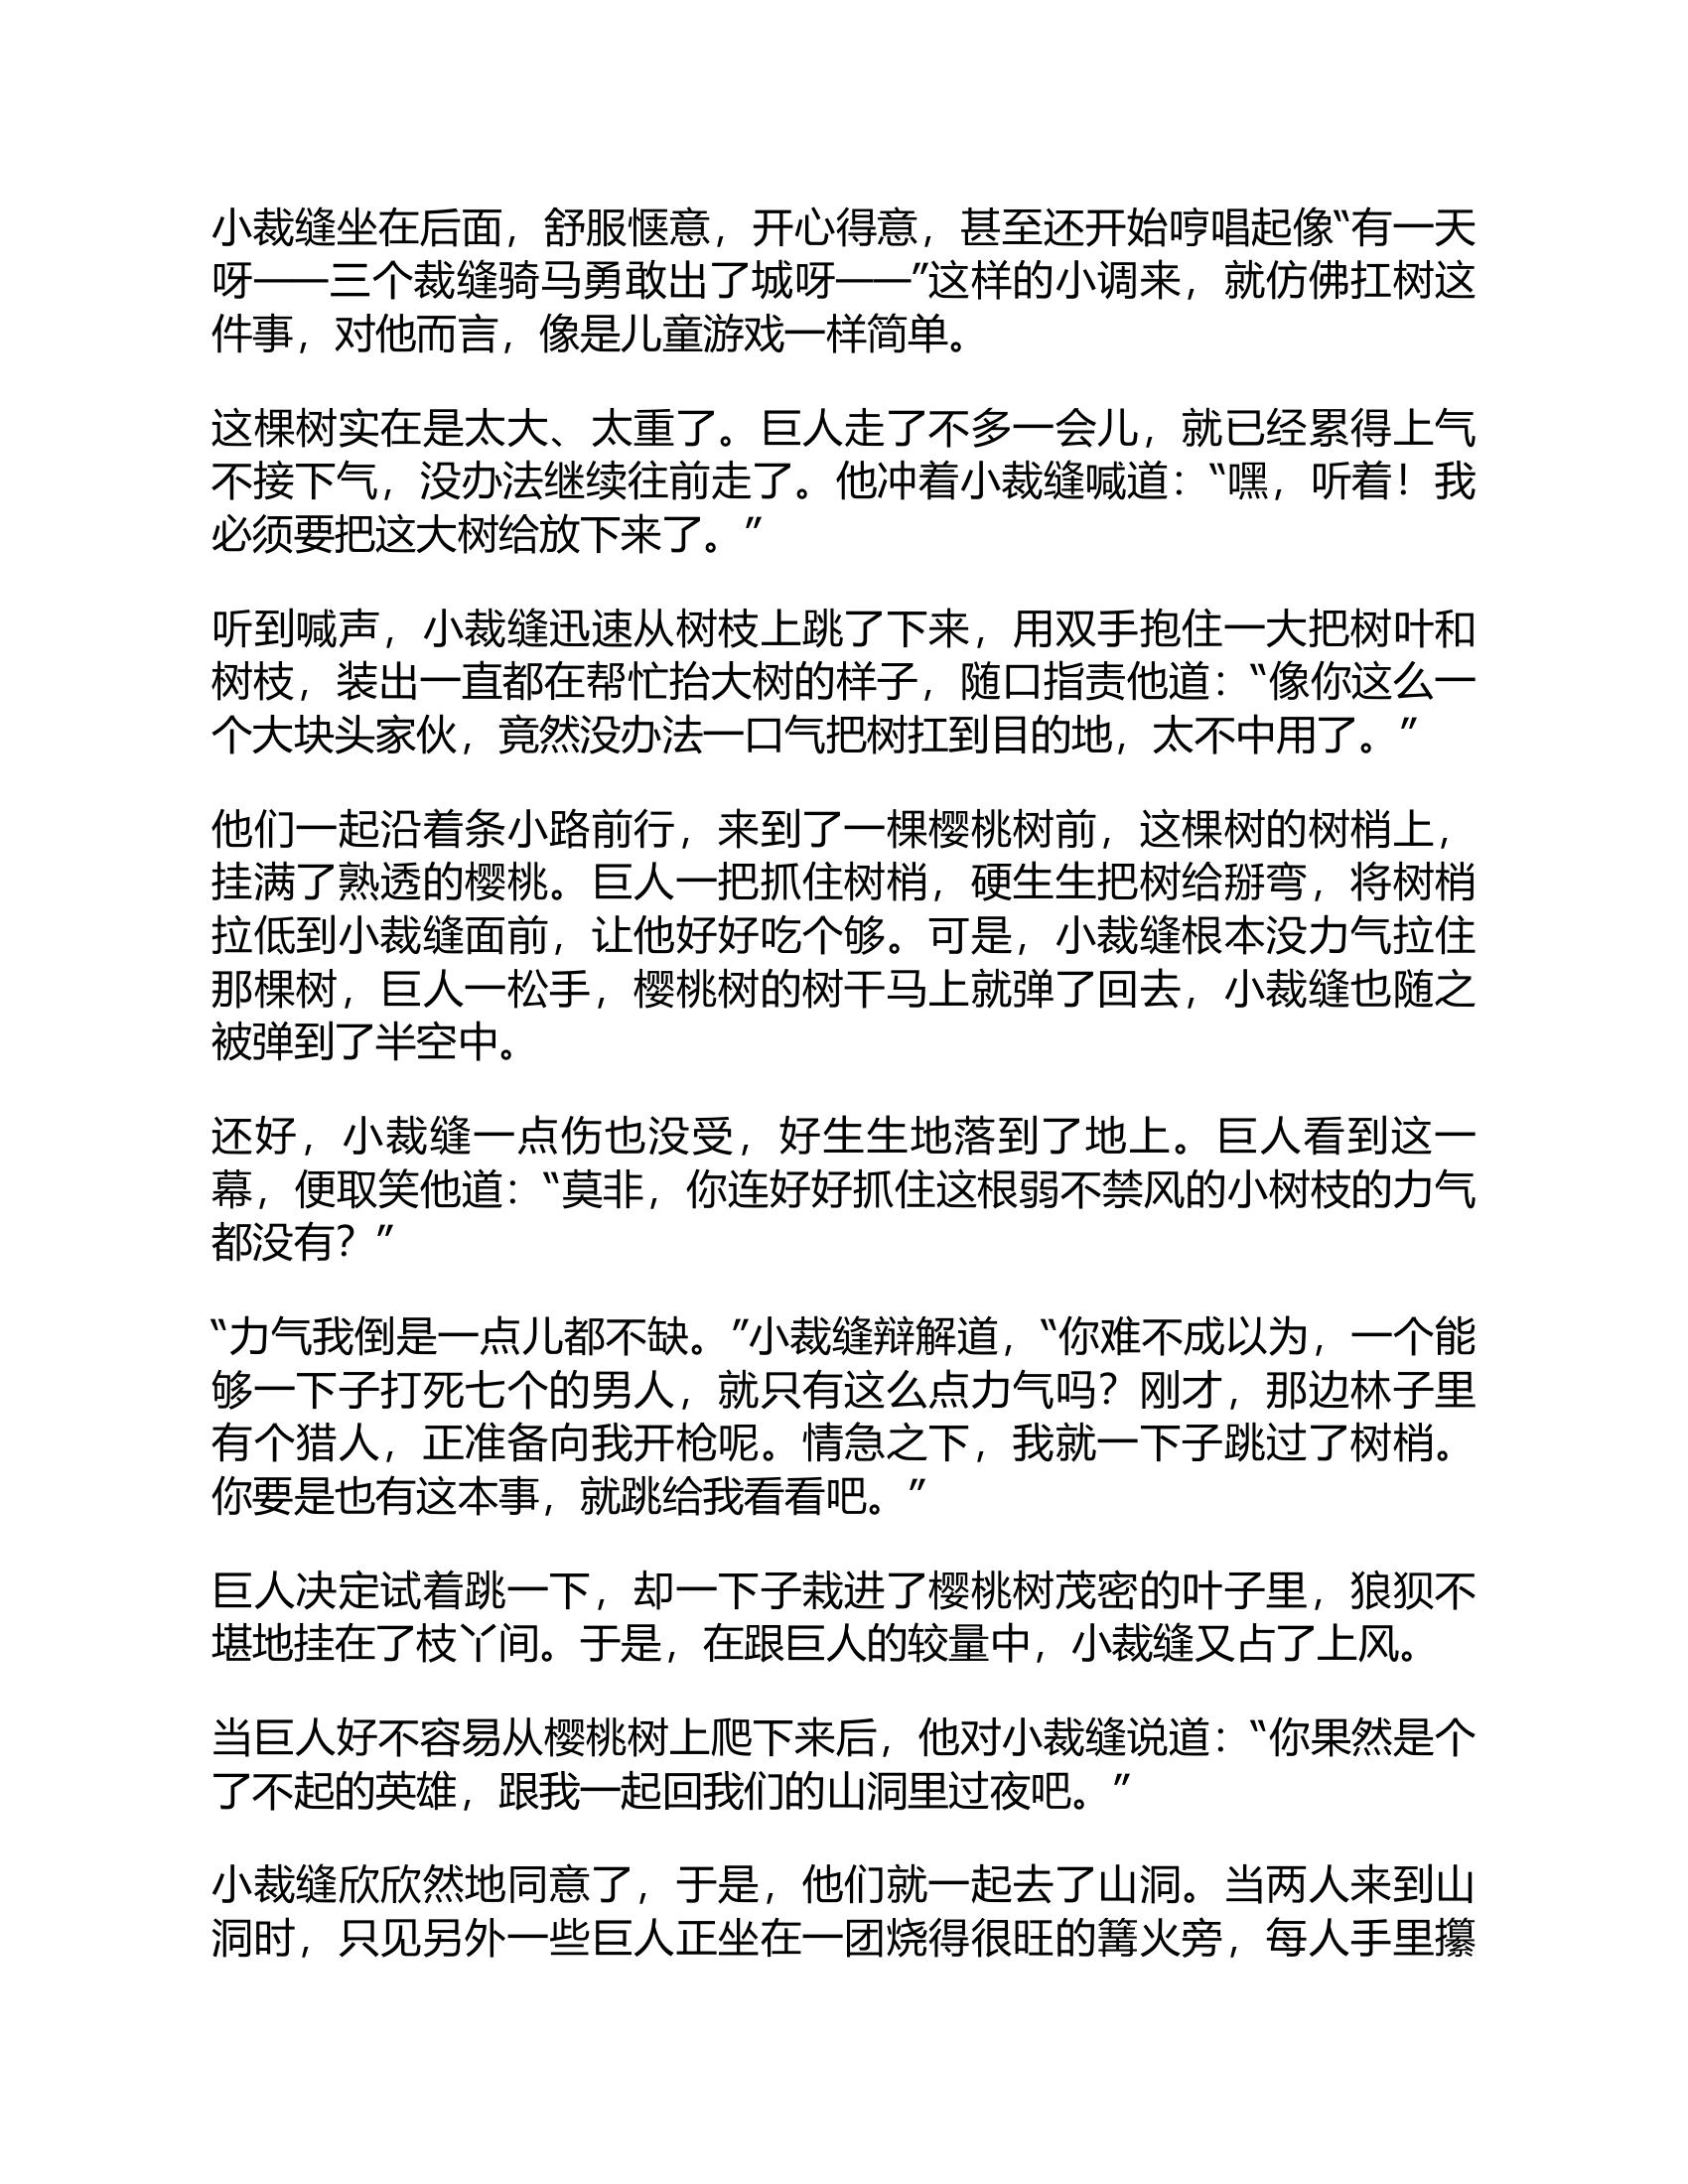 小裁缝坐在后面，舒服惬意，开心得意，甚至还开始哼唱起像“有一天
呀——三个裁缝骑马勇敢出了城呀——”这样的小调来，就仿佛扛树这
件事，对他而言，像是儿童游戏一样简单。
这棵树实在是太大、太重了。巨人走了不多一会儿，就已经累得上气
不接下气，没办法继续往前走了。他冲着小裁缝喊道：“嘿，听着！我
必须要把这大树给放下来了。”
听到喊声，小裁缝迅速从树枝上跳了下来，用双手抱住一大把树叶和
树枝，装出一直都在帮忙抬大树的样子，随口指责他道：“像你这么一
个大块头家伙，竟然没办法一口气把树扛到目的地，太不中用了。”
他们一起沿着条小路前行，来到了一棵樱桃树前，这棵树的树梢上，
挂满了熟透的樱桃。巨人一把抓住树梢，硬生生把树给掰弯，将树梢
拉低到小裁缝面前，让他好好吃个够。可是，小裁缝根本没力气拉住
那棵树，巨人一松手，樱桃树的树干马上就弹了回去，小裁缝也随之
被弹到了半空中。
还好，小裁缝一点伤也没受，好生生地落到了地上。巨人看到这一
幕，便取笑他道：“莫非，你连好好抓住这根弱不禁风的小树枝的力气
都没有？”
“力气我倒是一点儿都不缺。”小裁缝辩解道，“你难不成以为，一个能
够一下子打死七个的男人，就只有这么点力气吗？刚才，那边林子里
有个猎人，正准备向我开枪呢。情急之下，我就一下子跳过了树梢。
你要是也有这本事，就跳给我看看吧。”
巨人决定试着跳一下，却一下子栽进了樱桃树茂密的叶子里，狼狈不
堪地挂在了枝丫间。于是，在跟巨人的较量中，小裁缝又占了上风。
当巨人好不容易从樱桃树上爬下来后，他对小裁缝说道：“你果然是个
了不起的英雄，跟我一起回我们的山洞里过夜吧。”
小裁缝欣欣然地同意了，于是，他们就一起去了山洞。当两人来到山
洞时，只见另外一些巨人正坐在一团烧得很旺的篝火旁，每人手里攥